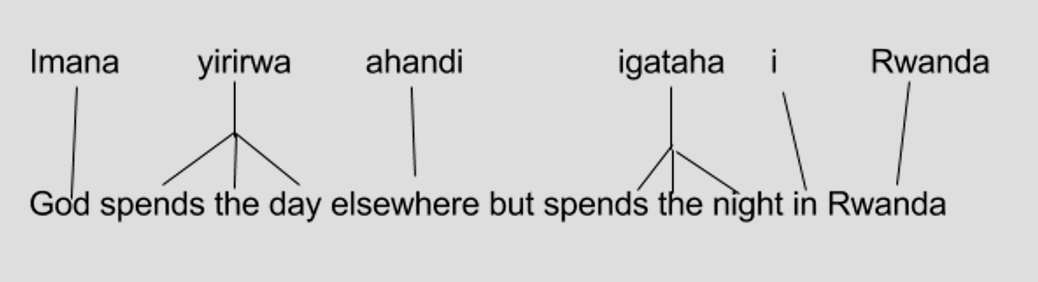 Imana yirirwa ahandi igataha i Rwanda
God spends the day elsewhere but spends the night in Rwanda